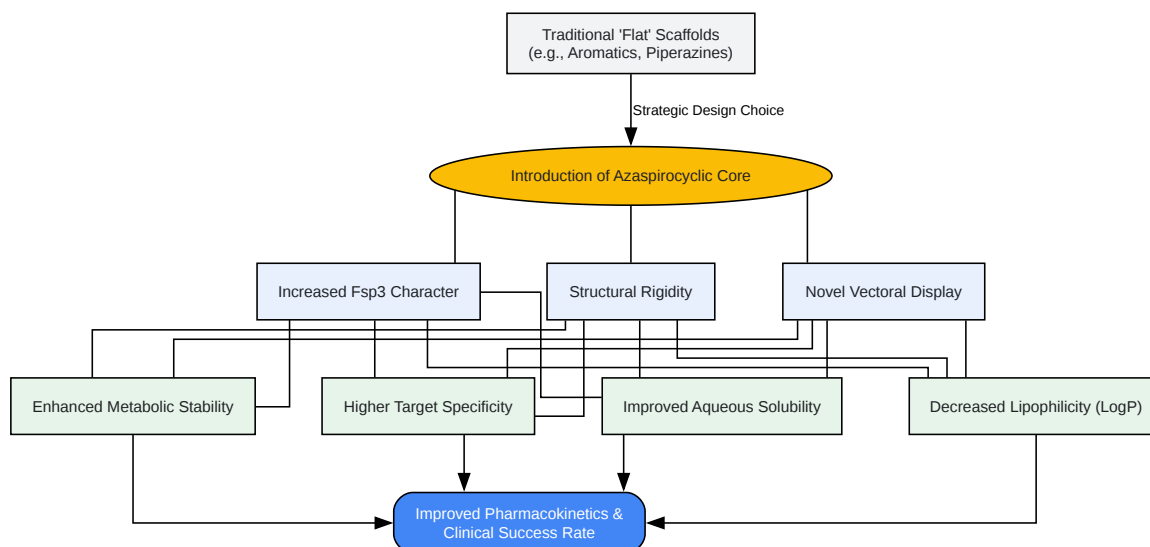 Traditional 'Flat' Scaffolds
(e.g., Aromatics, Piperazines)
Strategic Design Choice
Introduction of Azaspirocyclic Core
Increased Fsp3 Character
Structural Rigidity
Novel Vectoral Display
Enhanced Metabolic Stability
Higher Target Specificity
Improved Aqueous Solubility
Decreased Lipophilicity (LogP)
Improved Pharmacokinetics &
Clinical Success Rate